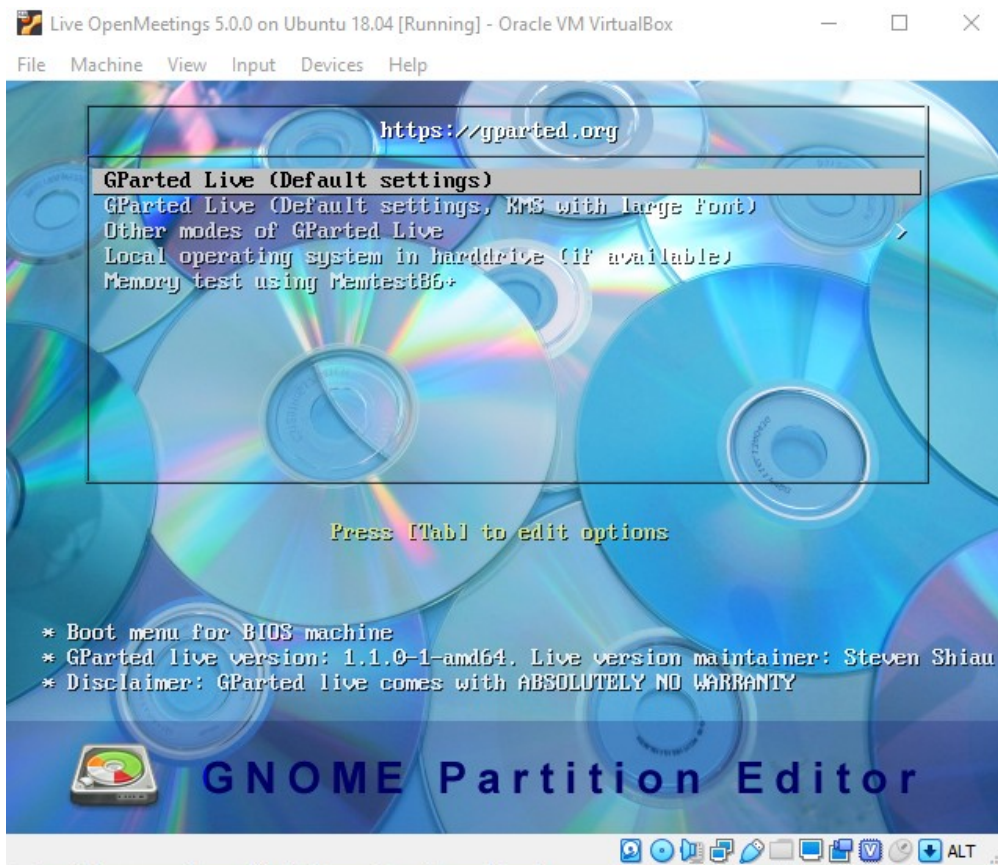 Live OpenMeetings 5.0.0 on Ubuntu 18.04 [Running] - Oracle VM VirtualBox
File Machine View Input Devices Help
https://gparted.org
GParted Live (Default settings)
GParted Live (Default settings, KMS with large font)
Other modes of GParted Live >
Local operating system in harddrive (if available)
Memory test using Memtest86+
Press [Tab] to edit options
* Boot menu for BIOS machine
* GParted live version: 1.1.0-1-amd64. Live version maintainer: Steven Shiau
* Disclaimer: GParted live comes with ABSOLUTELY NO WARRANTY
GNOME Partition Editor
ALT